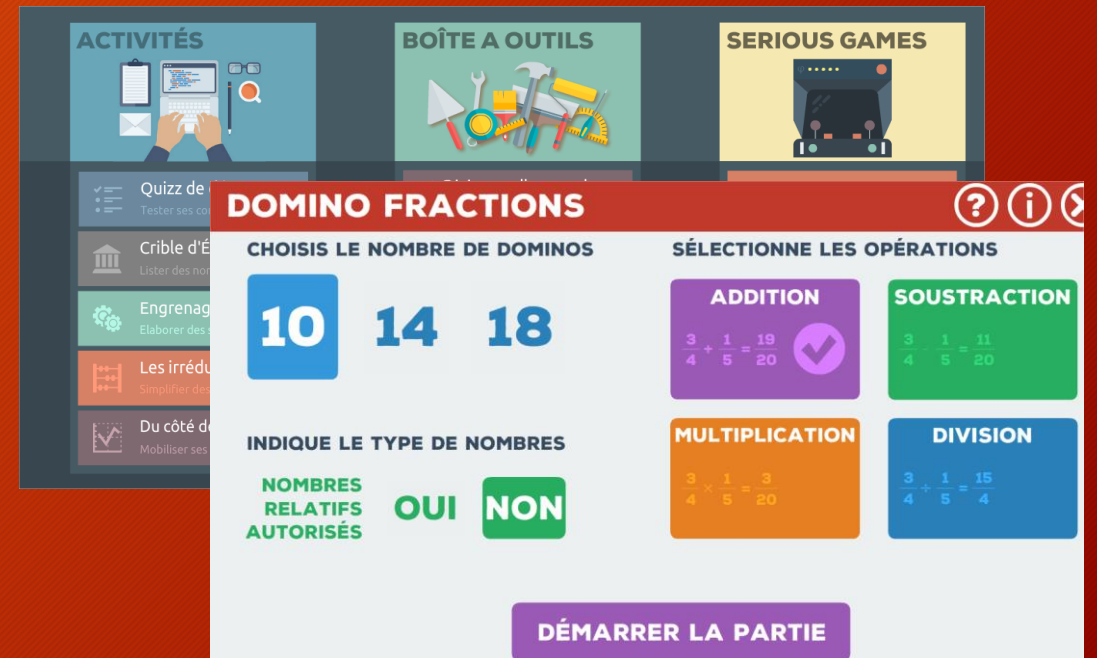 ACTIVITÉS
BOÎTE A OUTILS
SERIOUS GAMES
Quizz de
Tester ses
Crible d'É
Lister des
Engrenag
Elaborer des
Les irrédu
Simplifier des
Du côté de
Mobiliser ses
DOMINO FRACTIONS
? i
CHOISIS LE NOMBRE DE DOMINOS
10 14 18
INDIQUE LE TYPE DE NOMBRES
NOMBRES
RELATIFS
AUTORISÉS
OUI NON
SÉLECTIONNE LES OPÉRATIONS
ADDITION
3/4 + 1/5 = 19/20
SOUSTRACTION
3/4 - 1/5 = 11/20
MULTIPLICATION
3/4 × 1/5 = 3/20
DIVISION
3/4 ÷ 1/5 = 15/4
DÉMARRER LA PARTIE